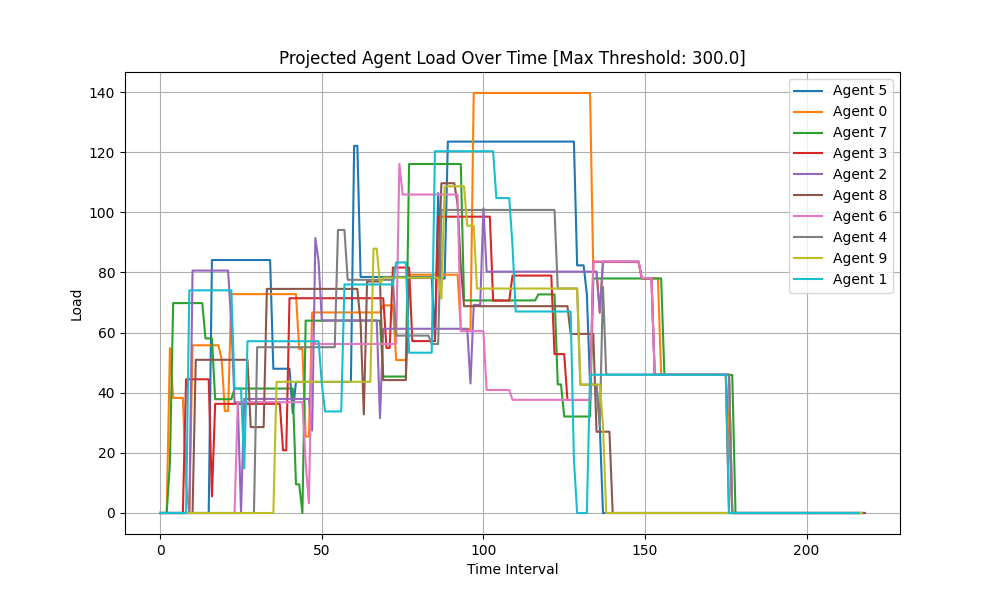 Projected Agent Load Over Time [Max Threshold: 300.0]
Load
140
120
100
80
60
40
20
0
0
50
100
150
200
Time Interval
Agent 5
Agent 0
Agent 7
Agent 3
Agent 2
Agent 8
Agent 6
Agent 4
Agent 9
Agent 1